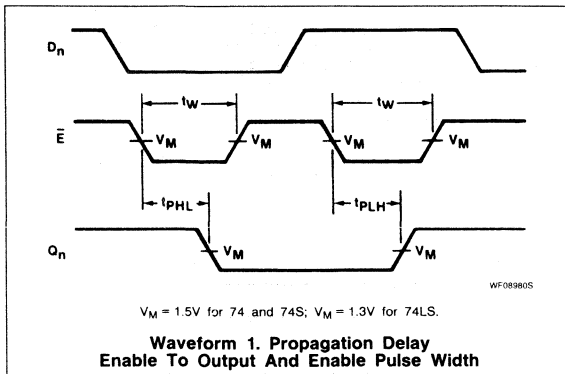 Dn
tW tW
Ē VM VM VM VM
tPHL tPLH
Qn VM VM
WF08980S
VM = 1.5V for 74 and 74S; VM = 1.3V for 74LS.
Waveform 1. Propagation Delay
Enable To Output And Enable Pulse Width